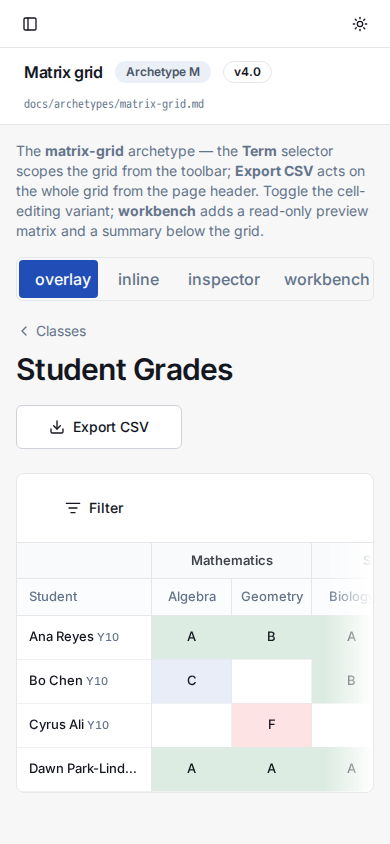 Matrix grid Archetype M v4.0
docs/archetypes/matrix-grid.md
The matrix-grid archetype — the Term selector
scopes the grid from the toolbar; Export CSV acts on
the whole grid from the page header. Toggle the cell-
editing variant; workbench adds a read-only preview
matrix and a summary below the grid.
overlay inline inspector workbench
Classes
Student Grades
Export CSV
Filter
Mathematics S
Student Algebra Geometry Biolog
Ana Reyes Y10 A B A
Bo Chen Y10 C B
Cyrus Ali Y10 F
Dawn Park-Lind... A A A